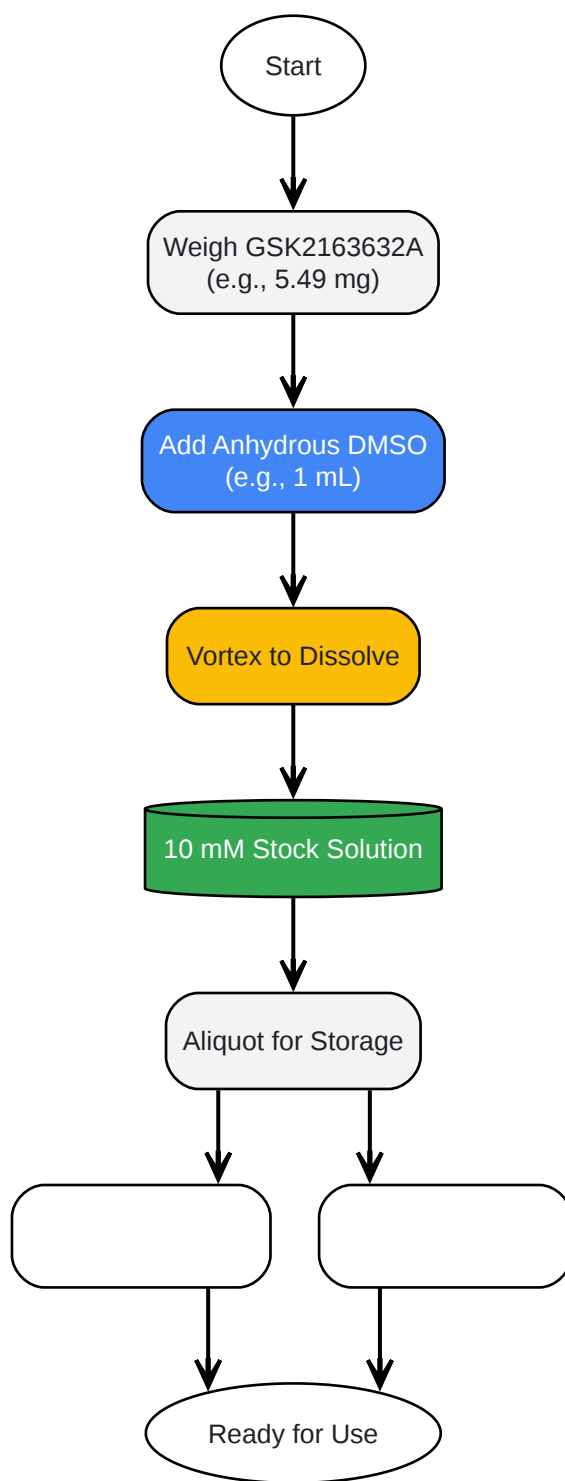 Start
Weigh GSK2163632A
(e.g., 5.49 mg)
Add Anhydrous DMSO
(e.g., 1 mL)
Vortex to Dissolve
10 mM Stock Solution
Aliquot for Storage
Ready for Use